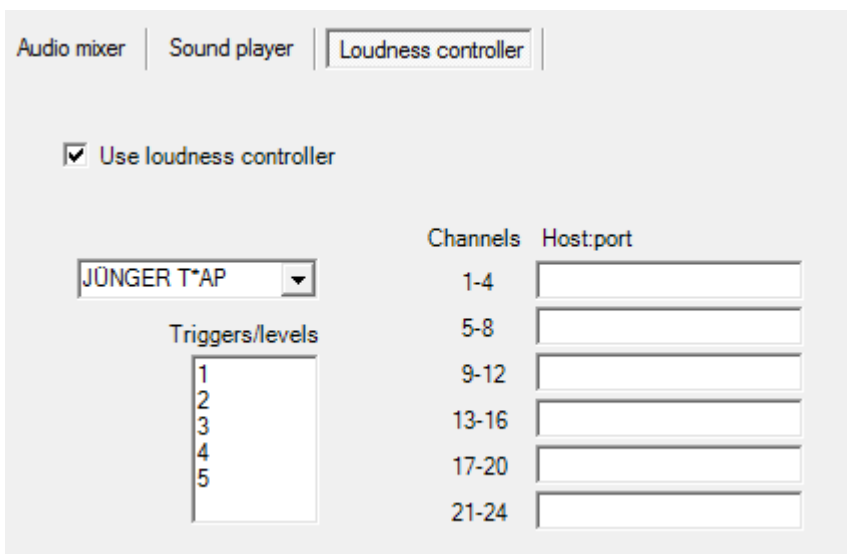 Audio mixer Sound player Loudness controller
Use loudness controller
Channels Host:port
JÜNGER T*AP
1-4
Triggers/levels
5-8
1
2
3
4
5
9-12
13-16
17-20
21-24